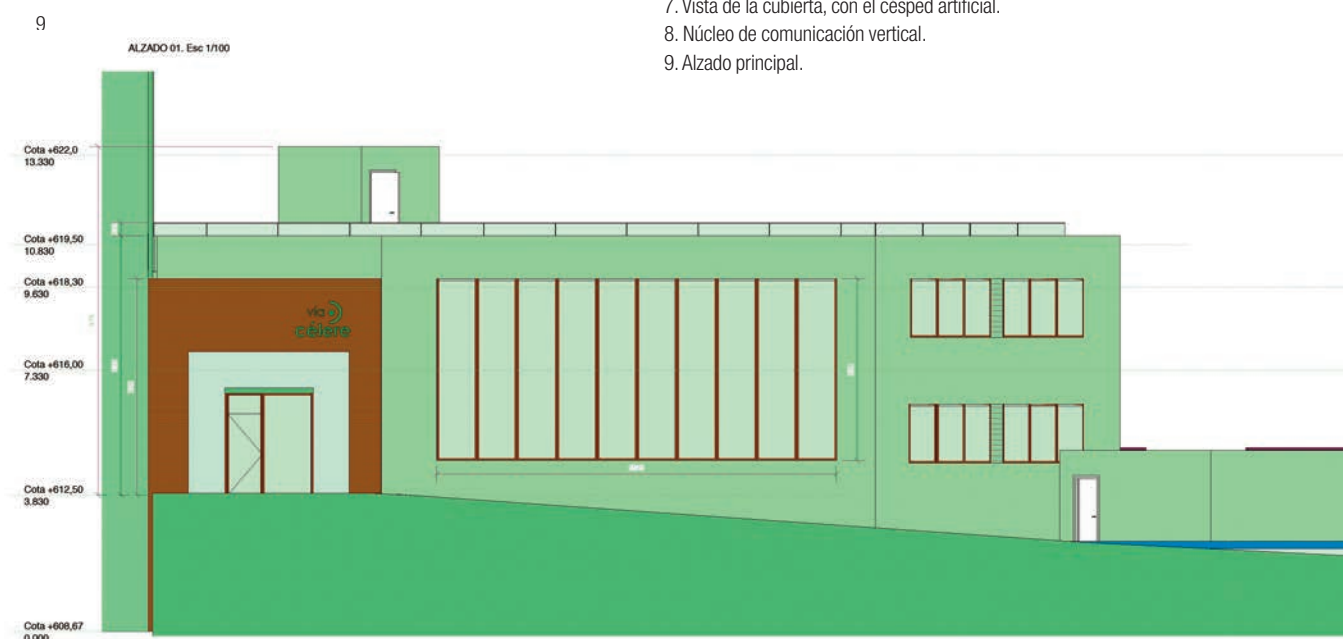 7. Vista de la cubierta, con el césped artificial.
8. Núcleo de comunicación vertical.
9. Alzado principal.
9
ALZADO 01. Esc 1/100
Cota +622,0
13.330
Cota +619,50
10.830
Cota +618,30
9.630
vía
célere
Cota +616,00
7.330
Cota +612,50
3.830
Cota +608,67
0.000